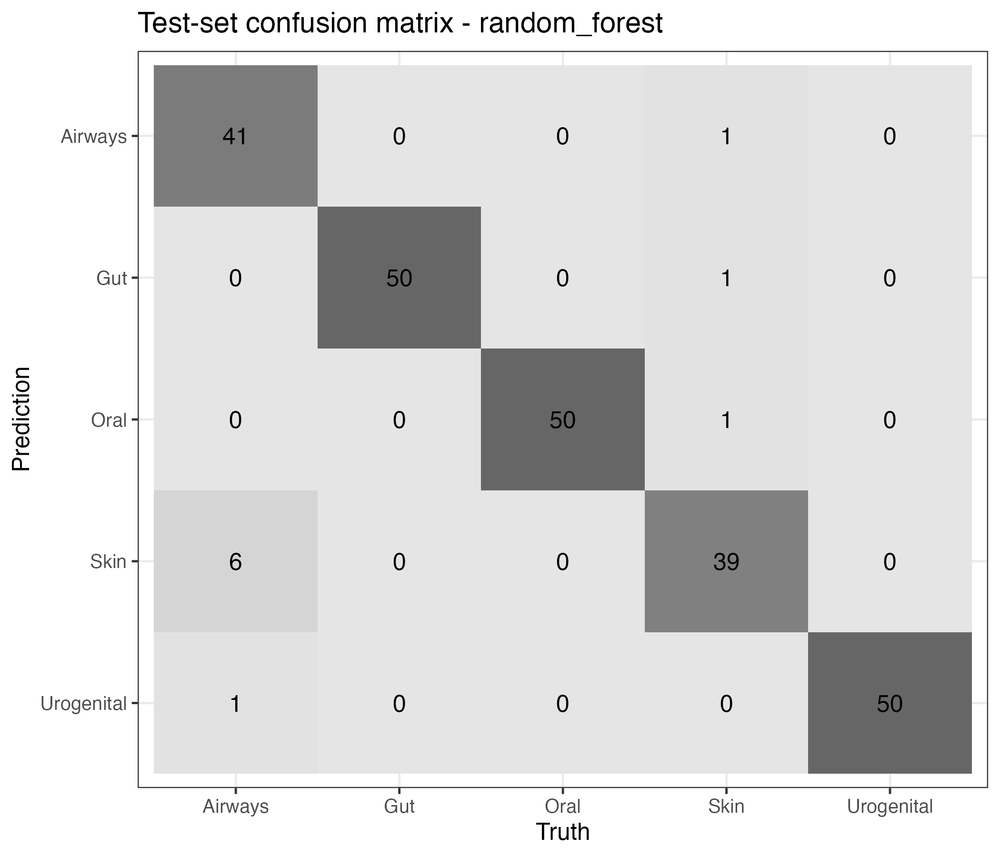 Test-set confusion matrix - random_forest
Prediction
Airways 41 0 0 1 0
Gut 0 50 0 1 0
Oral 0 0 50 1 0
Skin 6 0 0 39 0
Urogenital 1 0 0 0 50
Airways Gut Oral Skin Urogenital
Truth